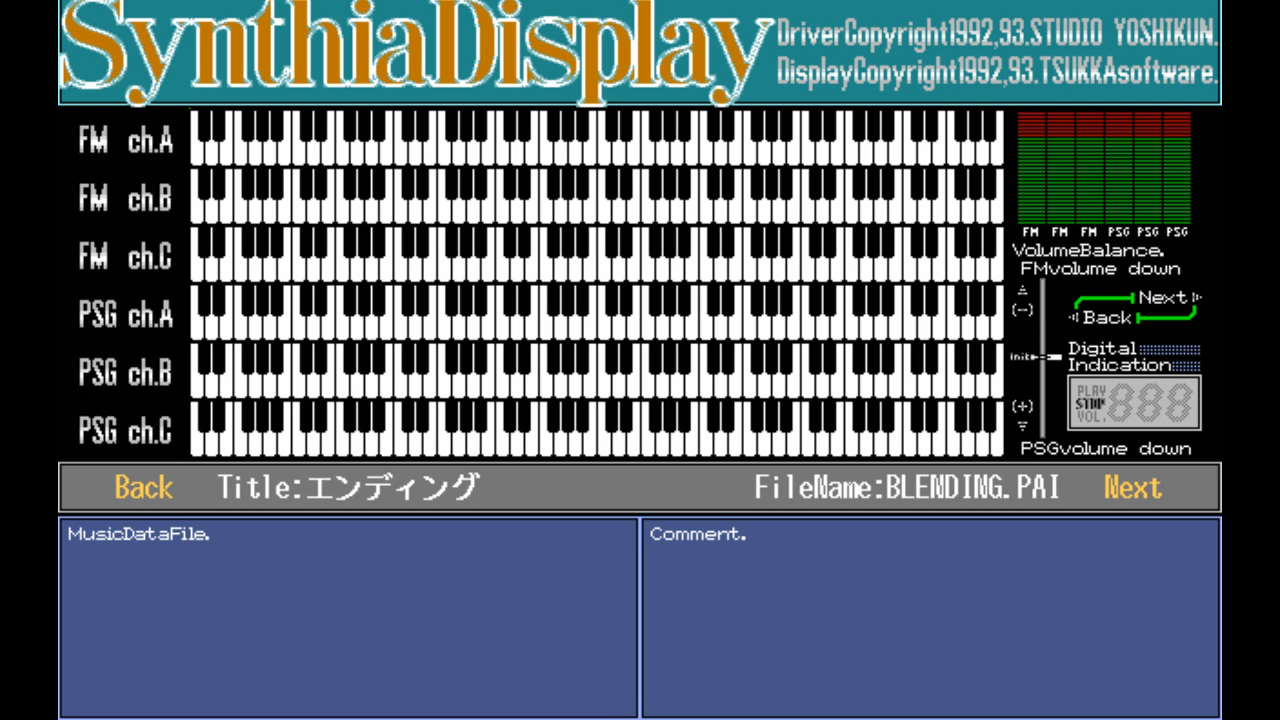 SynthiaDisplay
DriverCopyright1992,93.STUDIO YOSHIKUN.
DisplayCopyright1992,93.TSUKKAsoftware.
FM ch.A
FM ch.B
FM ch.C
PSG ch.A
PSG ch.B
PSG ch.C
FM FM FM PSG PSG PSG
VolumeBalance.
FMvolume down
(-)
Next
Back
init
Digital
Indication
PLAY
STOP
VOL.
888
(+)
PSGvolume down
Back Title:エンディング FileName:BLENDING.PAI Next
MusicDataFile.
Comment.